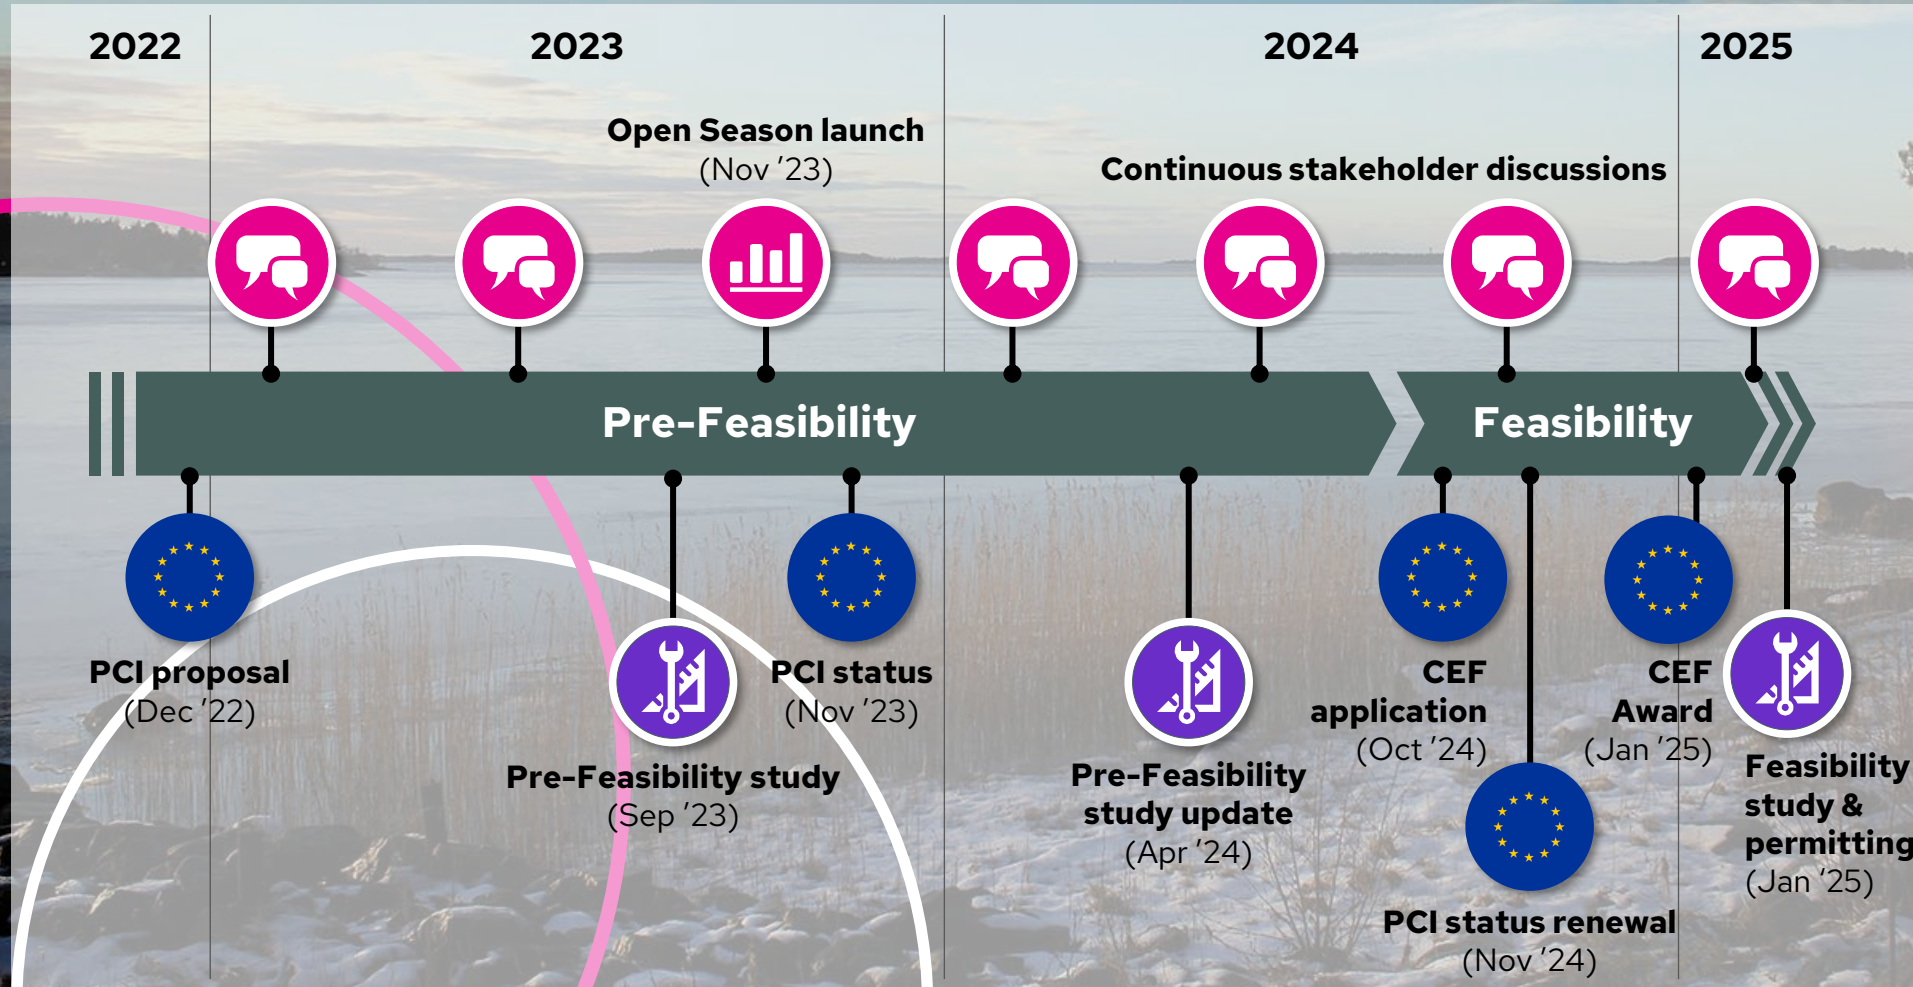 2022
2023
2024
2025
Open Season launch
(Nov ’23)
Continuous stakeholder discussions
Pre-Feasibility
Feasibility
PCI proposal
(Dec ’22)
Pre-Feasibility study
(Sep ’23)
PCI status
(Nov ’23)
Pre-Feasibility
study update
(Apr ’24)
CEF
application
(Oct ’24)
PCI status renewal
(Nov ’24)
CEF
Award
(Jan ’25)
Feasibility
study &
permitting
(Jan ’25)